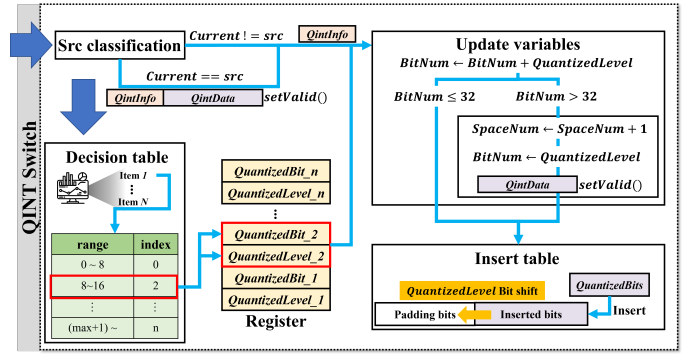 QINT Switch
Src classification
Current != src
QintInfo
Current == src
QintInfo QintData setValid()
Update variables
BitNum ← BitNum + QuantizedLevel
BitNum ≤ 32
BitNum > 32
SpaceNum ← SpaceNum + 1
BitNum ← QuantizedLevel
QintData setValid()
Decision table
Item 1
⋮
Item N
range index
0 ~ 8 0
8~16 2
⋮ ⋮
(max+1) ~ n
QuantizedBit_n
QuantizedLevel_n
⋮
QuantizedBit_2
QuantizedLevel_2
QuantizedBit_1
QuantizedLevel_1
Register
Insert table
QuantizedLevel Bit shift
QuantizedBits
Padding bits Inserted bits Insert